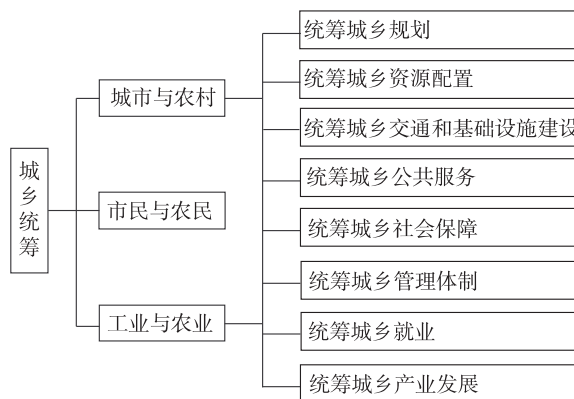 城乡统筹
城市与农村
市民与农民
工业与农业
统筹城乡规划
统筹城乡资源配置
统筹城乡交通和基础设施建设
统筹城乡公共服务
统筹城乡社会保障
统筹城乡管理体制
统筹城乡就业
统筹城乡产业发展